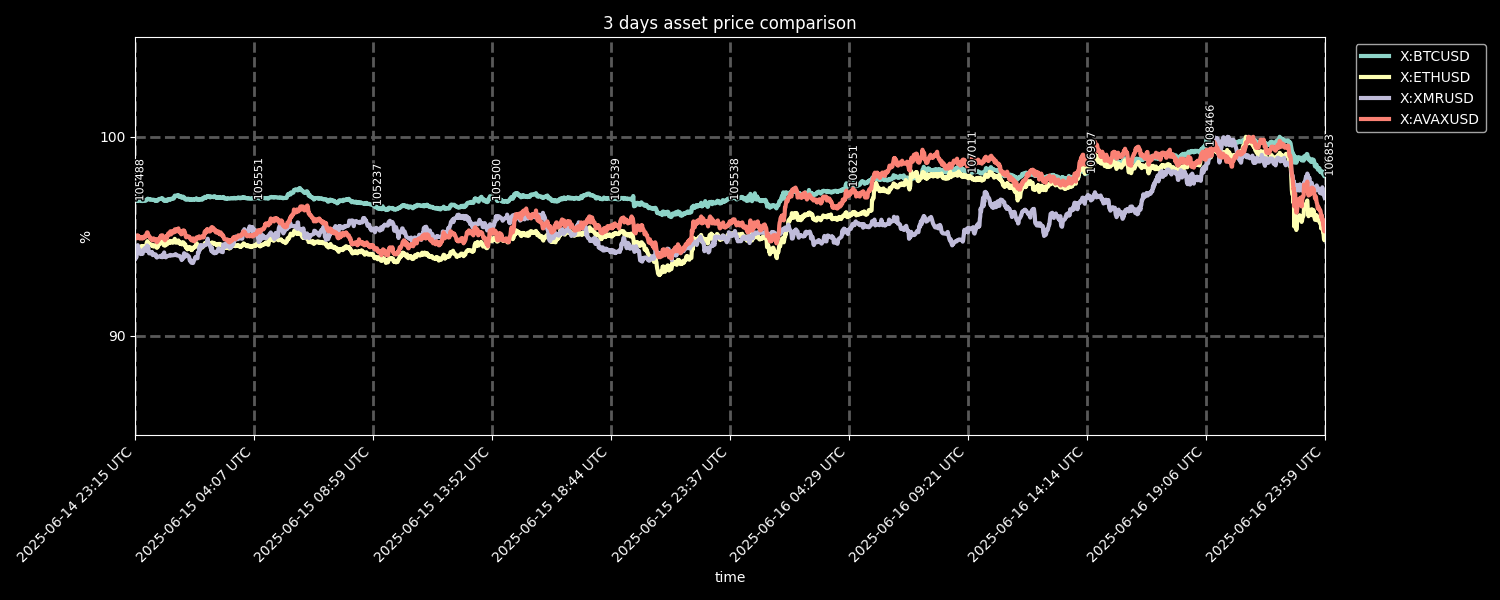 3 days asset price comparison
X:BTCUSD
X:ETHUSD
X:XMRUSD
X:AVAXUSD
%
100
90
105488
105551
105237
105500
105539
105538
106251
107011
106997
108466
106853
2025-06-14 23:15 UTC
2025-06-15 04:07 UTC
2025-06-15 08:59 UTC
2025-06-15 13:52 UTC
2025-06-15 18:44 UTC
2025-06-15 23:37 UTC
2025-06-16 04:29 UTC
2025-06-16 09:21 UTC
2025-06-16 14:14 UTC
2025-06-16 19:06 UTC
2025-06-16 23:59 UTC
time